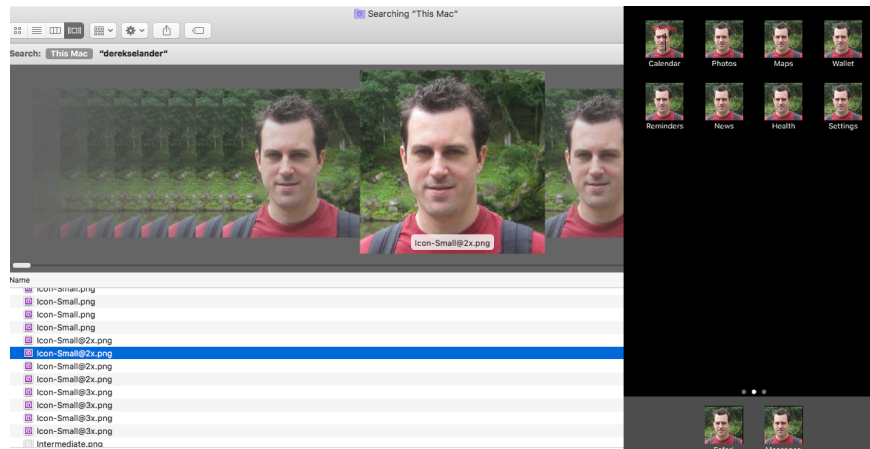 Searching "This Mac"
Search: This Mac "derekselander"
Icon-Small@2x.png
Name
Icon-Small.png
Icon-Small.png
Icon-Small.png
Icon-Small.png
Icon-Small@2x.png
Icon-Small@2x.png
Icon-Small@2x.png
Icon-Small@2x.png
Icon-Small@3x.png
Icon-Small@3x.png
Icon-Small@3x.png
Icon-Small@3x.png
Intermediate.png
Calendar Photos Maps Wallet
Reminders News Health Settings
Safari Messages